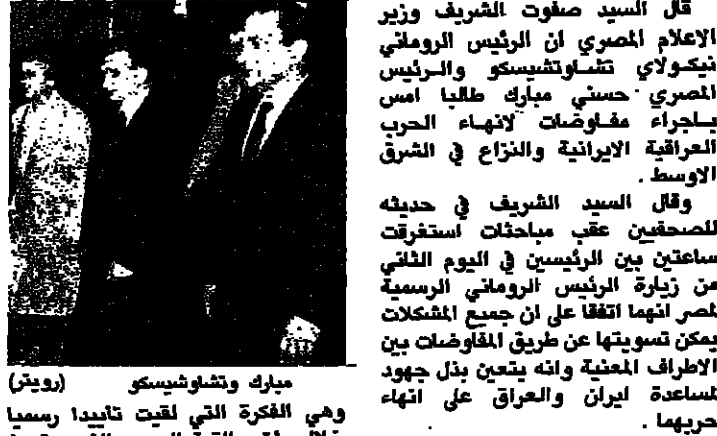 قال السيد صفوت الشريف وزير
الاعلام المصري ان الرئيس الروماني
نيكولاي تشاوتشيسكو والرئيس
المصري حسني مبارك طالبا امس
باجراء مفاوضات لانهاء الحرب
العراقية الايرانية والنزاع في الشرق
الاوسط .
وقال السيد الشريف في حديثه
للصحفيين عقب مباحثات استغرقت
ساعتين بين الرئيسين في اليوم الثاني
من زيارة الرئيس الروماني الرسمية
لمصر انهما اتفقا على ان جميع المشكلات
يمكن تسويتها عن طريق المفاوضات بين
الاطراف المعنية وانه يتعين بذل جهود
لمساعدة ايران والعراق على انهاء
حربهما .
مبارك وتشاوشيسكو (رويتر)
وهي الفكرة التي لقيت تأييدا رسميا